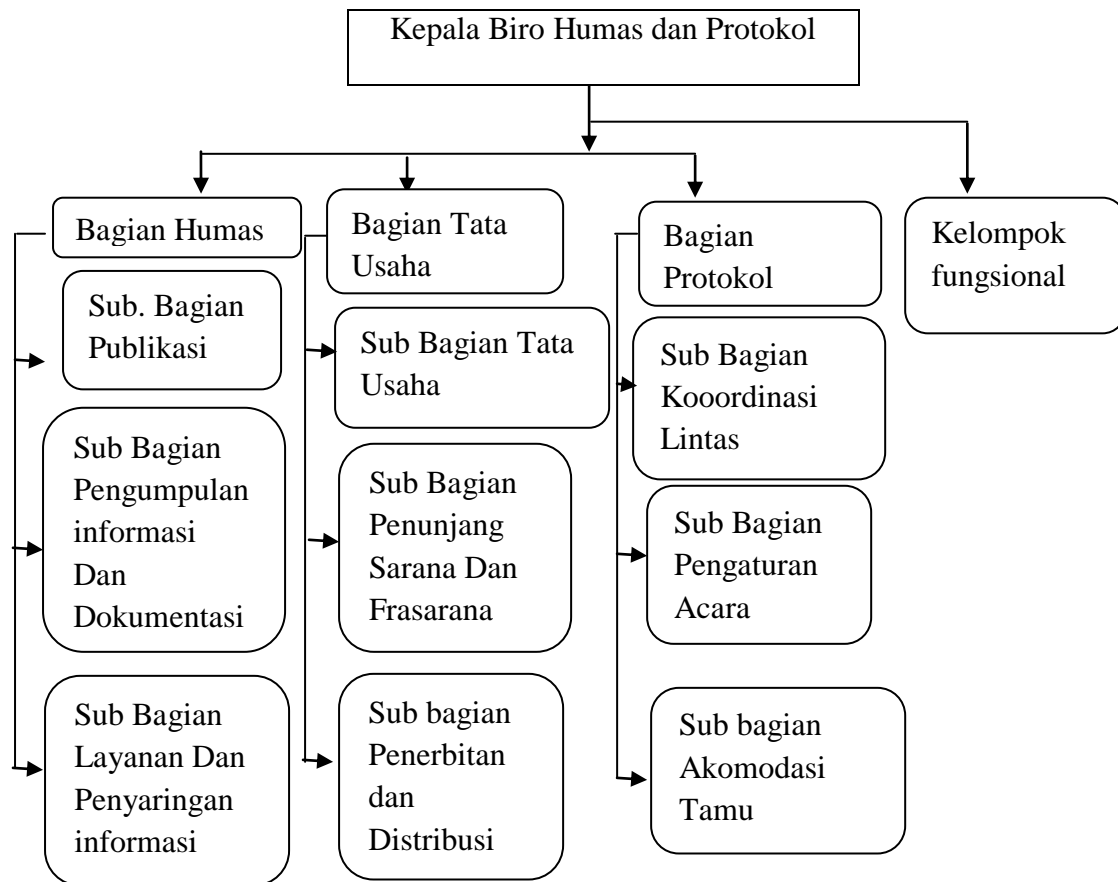 Kepala Biro Humas dan Protokol
Bagian Humas
Bagian Tata
Usaha
Bagian
Protokol
Kelompok
fungsional
Sub. Bagian
Publikasi
Sub Bagian Tata
Usaha
Sub Bagian
Kooordinasi
Lintas
Sub Bagian
Pengumpulan
informasi
Dan
Dokumentasi
Sub Bagian
Penunjang
Sarana Dan
Frasarana
Sub Bagian
Pengaturan
Acara
Sub Bagian
Layanan Dan
Penyaringan
informasi
Sub bagian
Penerbitan
dan
Distribusi
Sub bagian
Akomodasi
Tamu